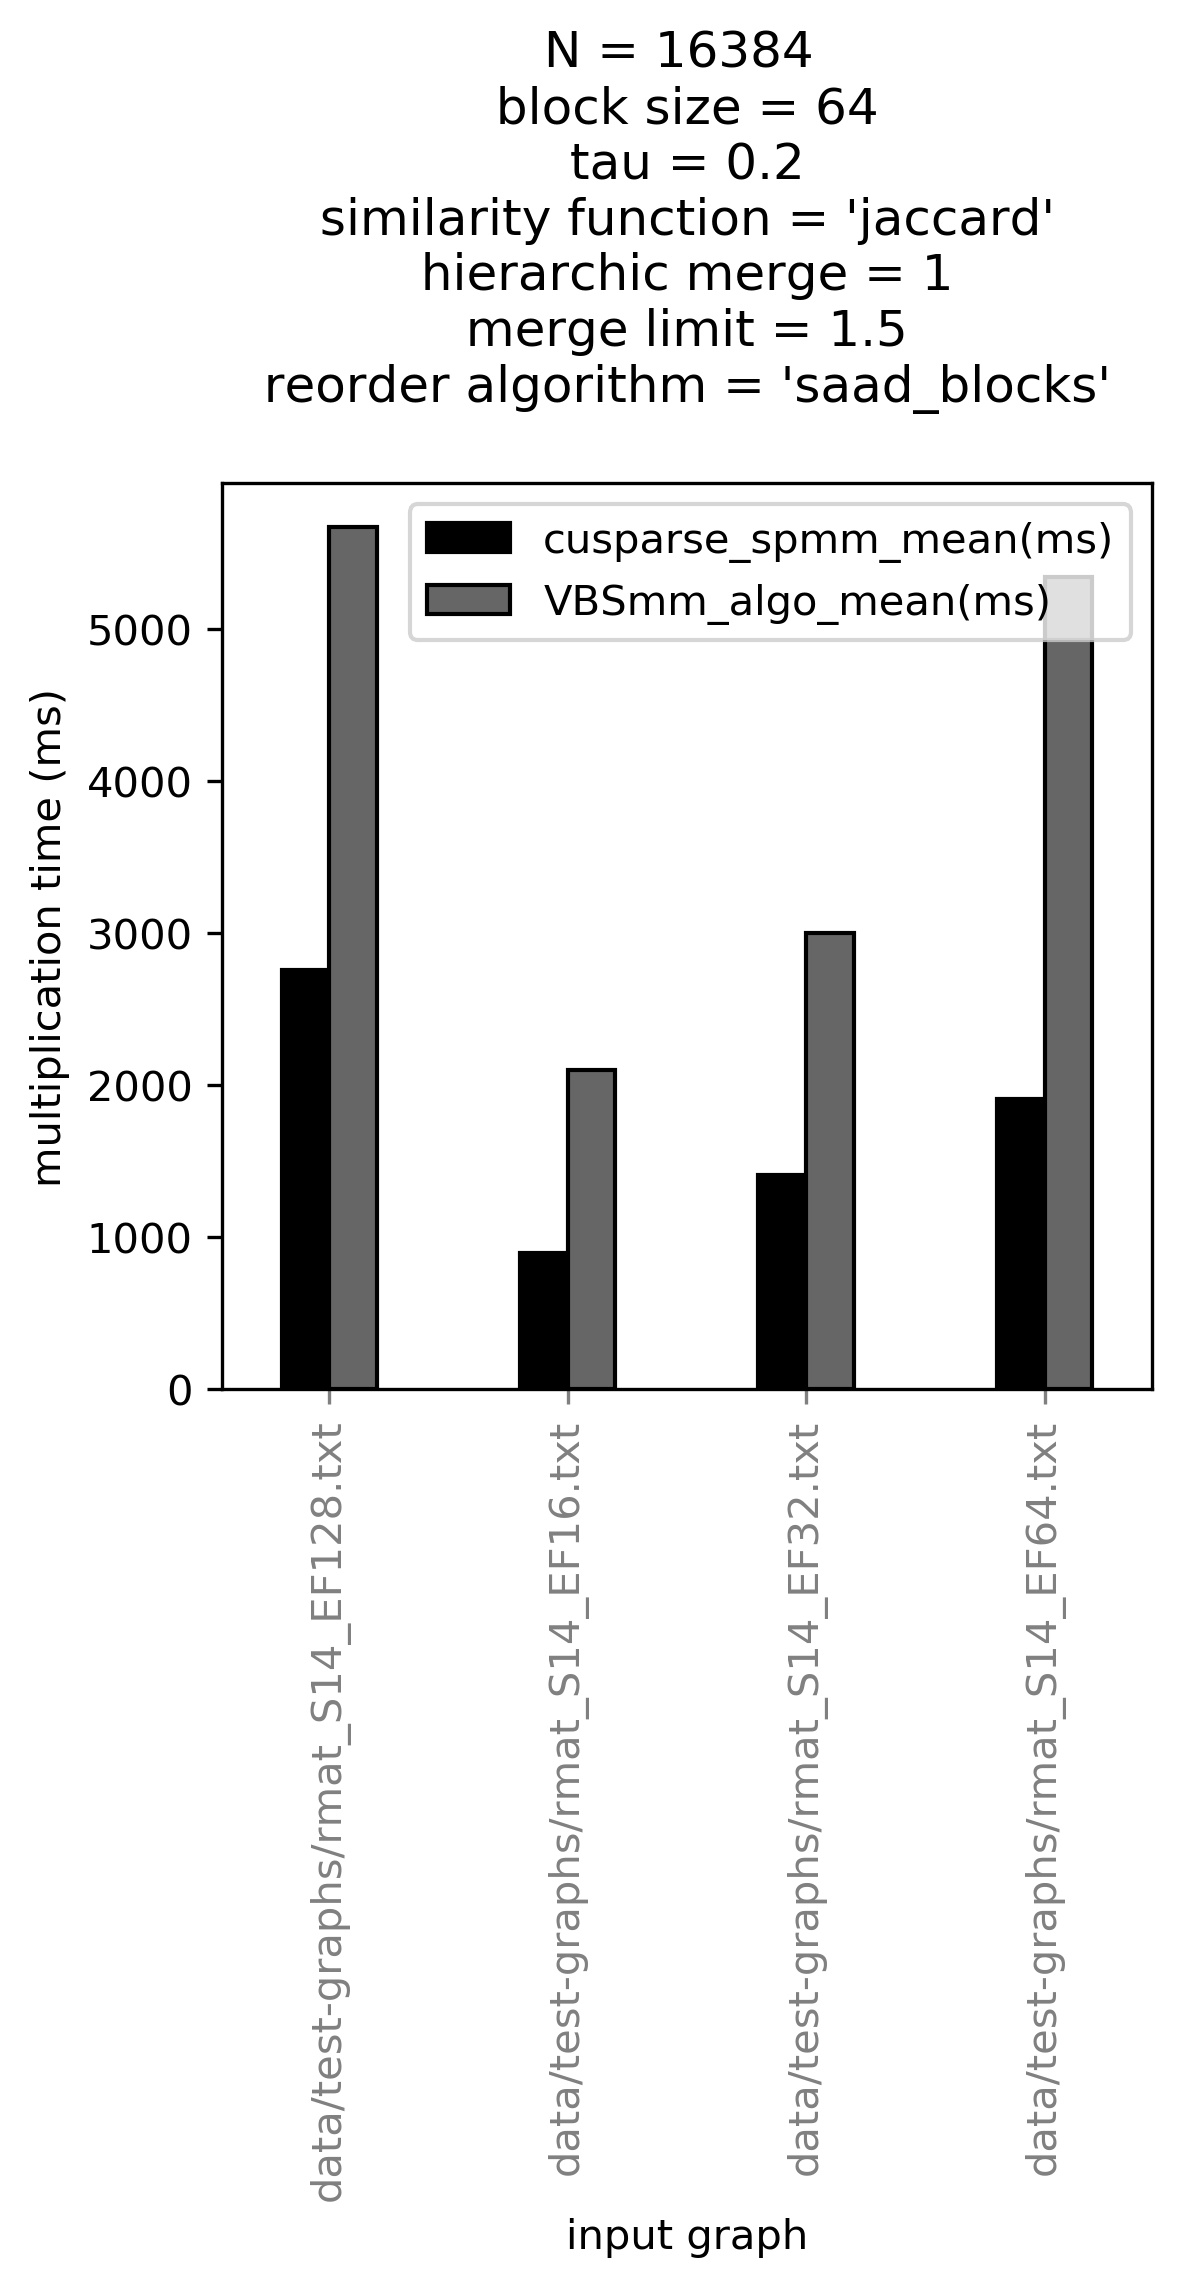 N = 16384
block size = 64
tau = 0.2
similarity function = 'jaccard'
hierarchic merge = 1
merge limit = 1.5
reorder algorithm = 'saad_blocks'
cusparse_spmm_mean(ms)
VBSmm_algo_mean(ms)
multiplication time (ms)
5000
4000
3000
2000
1000
0
data/test-graphs/rmat_S14_EF128.txt
data/test-graphs/rmat_S14_EF16.txt
data/test-graphs/rmat_S14_EF32.txt
data/test-graphs/rmat_S14_EF64.txt
input graph